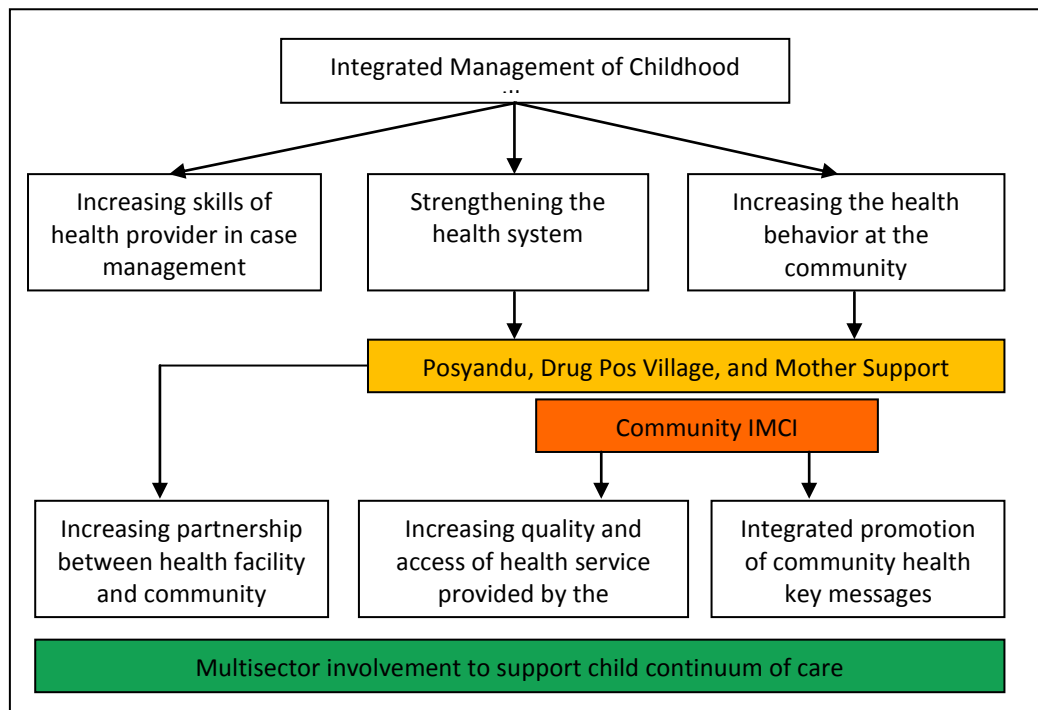 Integrated Management of Childhood
...
Increasing skills of
health provider in case
management
Strengthening the
health system
Increasing the health
behavior at the
community
Posyandu, Drug Pos Village, and Mother Support
Community IMCI
Increasing partnership
between health facility
and community
Increasing quality and
access of health service
provided by the
Integrated promotion
of community health
key messages
Multisector involvement to support child continuum of care